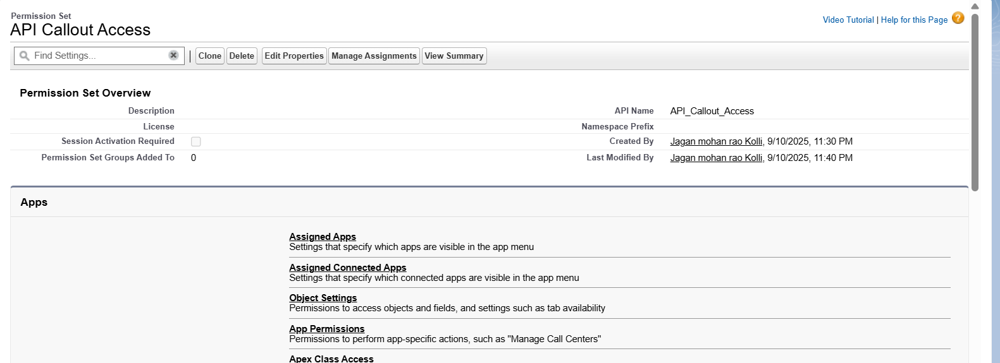 Permission Set
API Callout Access
Video Tutorial | Help for this Page ?
Find Settings... | Clone Delete Edit Properties Manage Assignments View Summary
Permission Set Overview
Description API Name API_Callout_Access
License Namespace Prefix
Session Activation Required Created By Jagan mohan rao Kolli, 9/10/2025, 11:30 PM
Permission Set Groups Added To 0 Last Modified By Jagan mohan rao Kolli, 9/10/2025, 11:40 PM
Apps
Assigned Apps
Settings that specify which apps are visible in the app menu
Assigned Connected Apps
Settings that specify which connected apps are visible in the app menu
Object Settings
Permissions to access objects and fields, and settings such as tab availability
App Permissions
Permissions to perform app-specific actions, such as "Manage Call Centers"
Apex Class Access